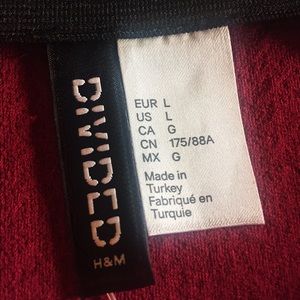 DIVIDED
H&M
EUR L
US L
CA G
CN 175/88A
MX G
Made in
Turkey
Fabriqué en
Turquie